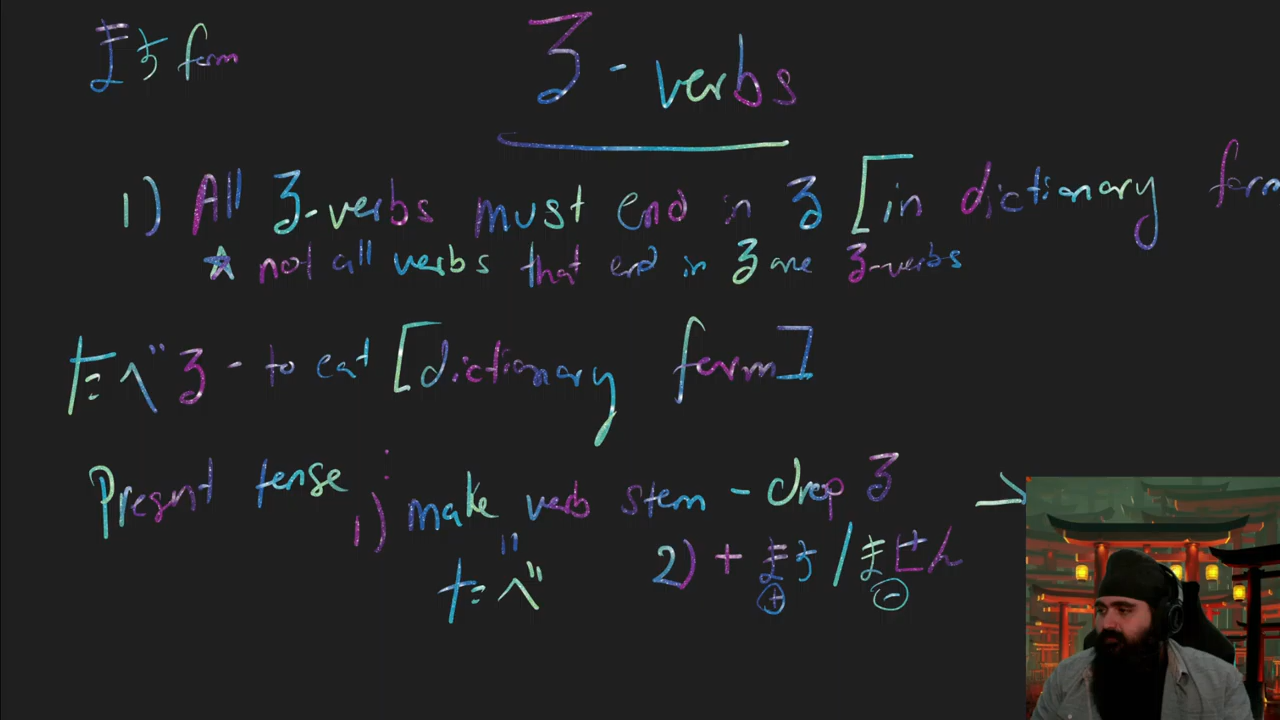 ます form
る-verbs
1) All る-verbs must end in る [in dictionary form
☆ not all verbs that end in る are る-verbs
たべる - to eat [dictionary form]
Present tense : 1) make verb stem - drop る →
たべ
2) + ます / ません
+ -